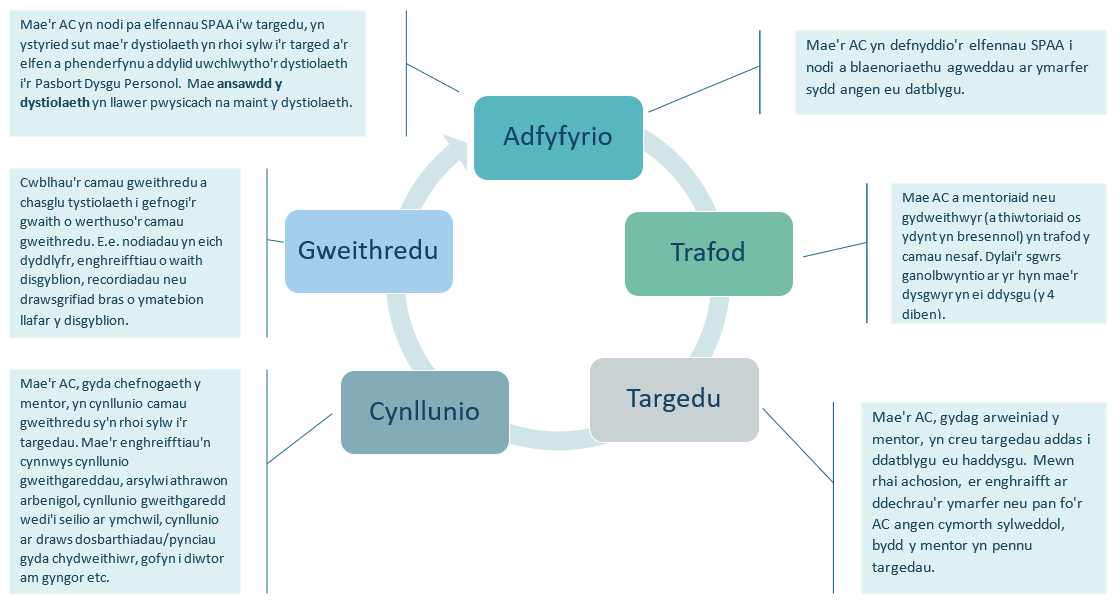 Mae'r AC yn nodi pa elfennau SPAA i'w targedu, yn
ystyried sut mae'r dystiolaeth yn rhoi sylw i'r targed a'r
elfen a phenderfynu a ddylid uwchlwytho'r dystiolaeth
i'r Pasbort Dysgu Personol. Mae ansawdd y
dystiolaeth yn llawer pwysicach na maint y dystiolaeth.
Mae'r AC yn defnyddio'r elfennau SPAA i
nodi a blaenoriaethu agweddau ar ymarfer
sydd angen eu datblygu.
Adfyfyrio
Cwblhau'r camau gweithredu a
chasglu tystiolaeth i gefnogi'r
gwaith o werthuso'r camau
gweithredu. E.e. nodiadau yn eich
dyddlyfr, enghreifftiau o waith
disgyblion, recordiadau neu
drawsgrifiad bras o ymatebion
llafar y disgyblion.
Gweithredu
Trafod
Mae AC a mentoriaid neu
gydweithwyr (a thiwtoriaid os
ydynt yn bresennol) yn trafod y
camau nesaf. Dylai'r sgwrs
ganolbwyntio ar yr hyn mae'r
dysgwyr yn ei ddysgu (y 4
diben).
Mae'r AC, gyda chefnogaeth y
mentor, yn cynllunio camau
gweithredu sy'n rhoi sylw i'r
targedau. Mae'r enghreifftiau'n
cynnwys cynllunio
gweithgareddau, arsylwi athrawon
arbenigol, cynllunio gweithgaredd
wedi'i seilio ar ymchwil, cynllunio
ar draws dosbarthiadau/pynciau
gyda chydweithiwr, gofyn i diwtor
am gyngor etc.
Cynllunio
Targedu
Mae'r AC, gydag arweiniad y
mentor, yn creu targedau addas i
ddatblygu eu haddysgu. Mewn
rhai achosion, er enghraifft ar
ddechrau'r ymarfer neu pan fo'r
AC angen cymorth sylweddol,
bydd y mentor yn pennu
targedau.